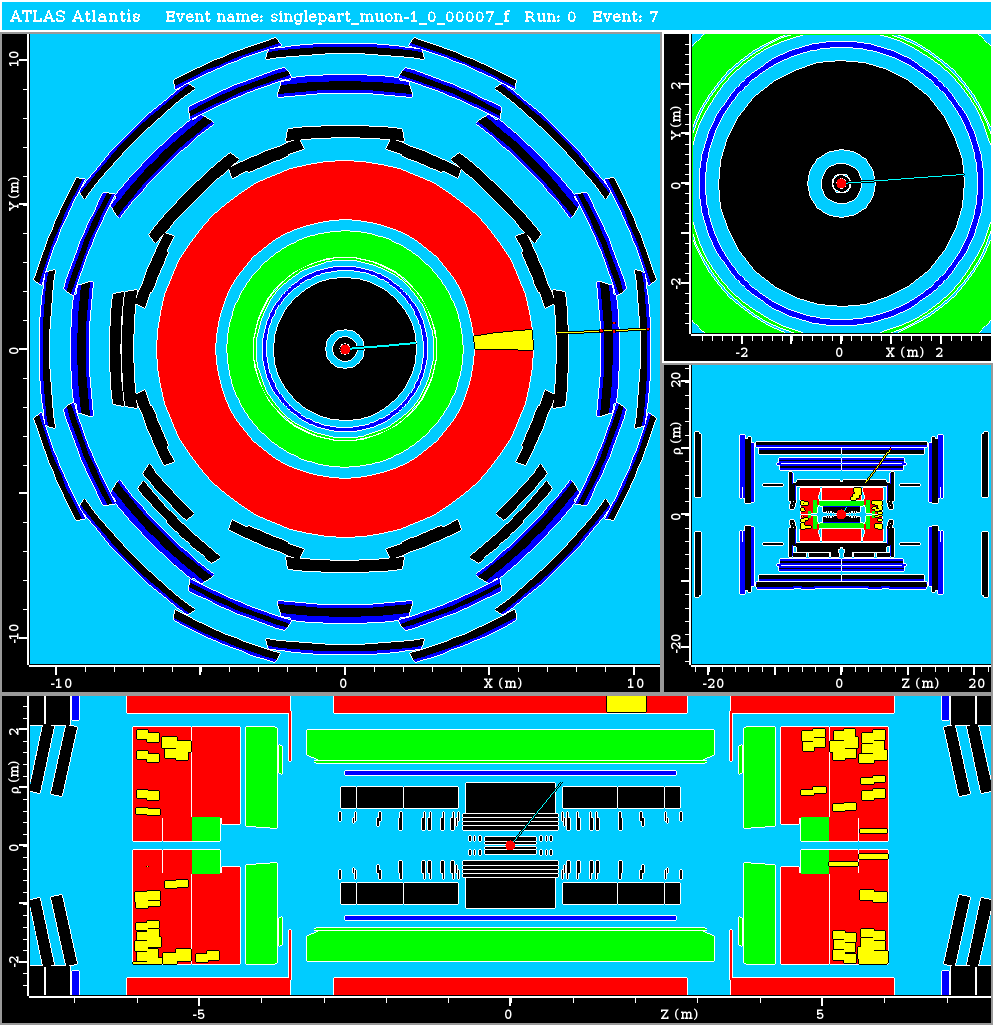 ATLAS Atlantis Event name: singlepart_muon-1_0_00007_f Run: 0 Event: 7
10
Y (m)
0
-10
-10 0 X (m) 10
2
Y (m)
0
-2
-2 0 X (m) 2
20
ρ (m)
0
-20
-20 0 Z (m) 20
2
ρ (m)
0
-2
-5 0 Z (m) 5